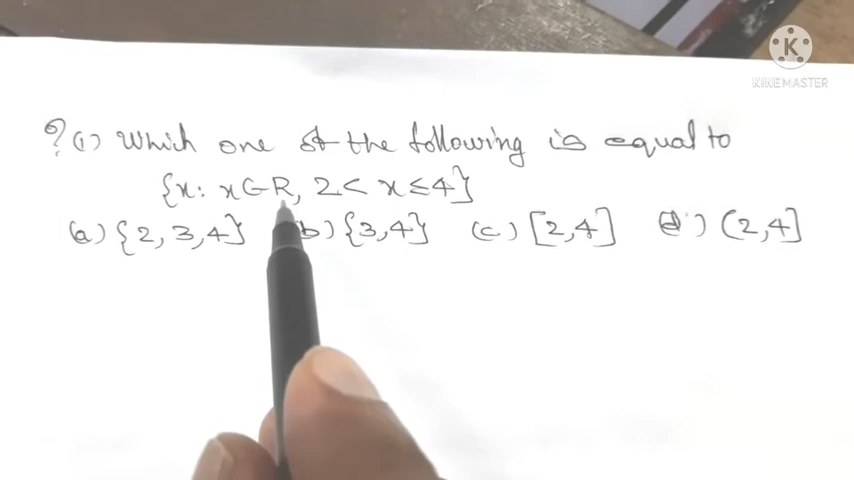 K
KINEMASTER
? (1) Which one of the following is equal to
{x: x∈R, 2 < x ≤ 4}
(a) {2, 3, 4} b) {3, 4} (c) [2, 4] (d) (2, 4]